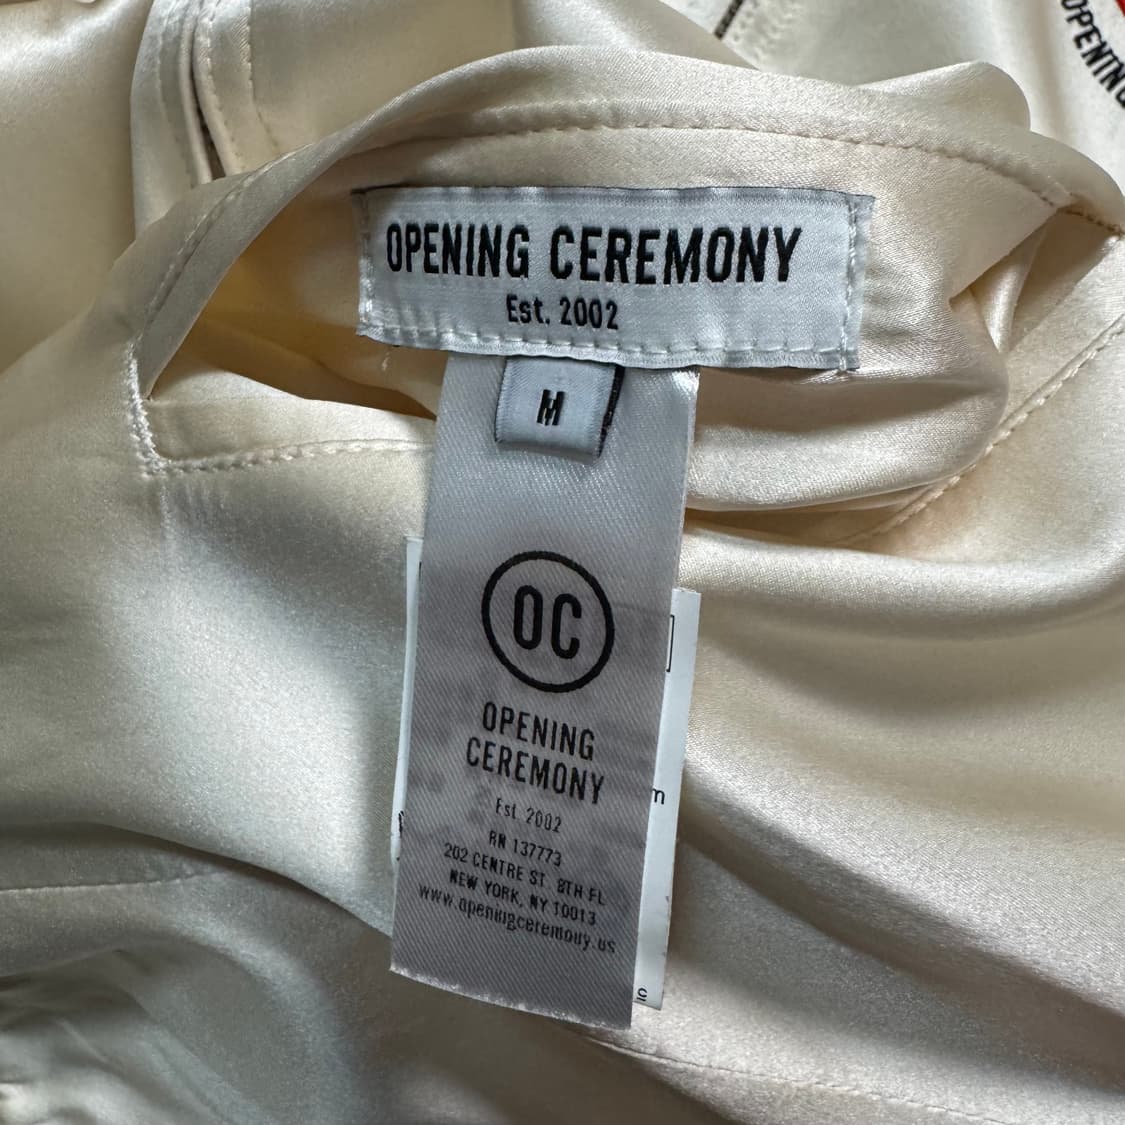 OPENING
OPENING CEREMONY
Est. 2002
M
OC
OPENING
CEREMONY
Est. 2002
RN 137773
202 CENTRE ST. 8TH FL
NEW YORK, NY 10013
www.openingceremony.us
m